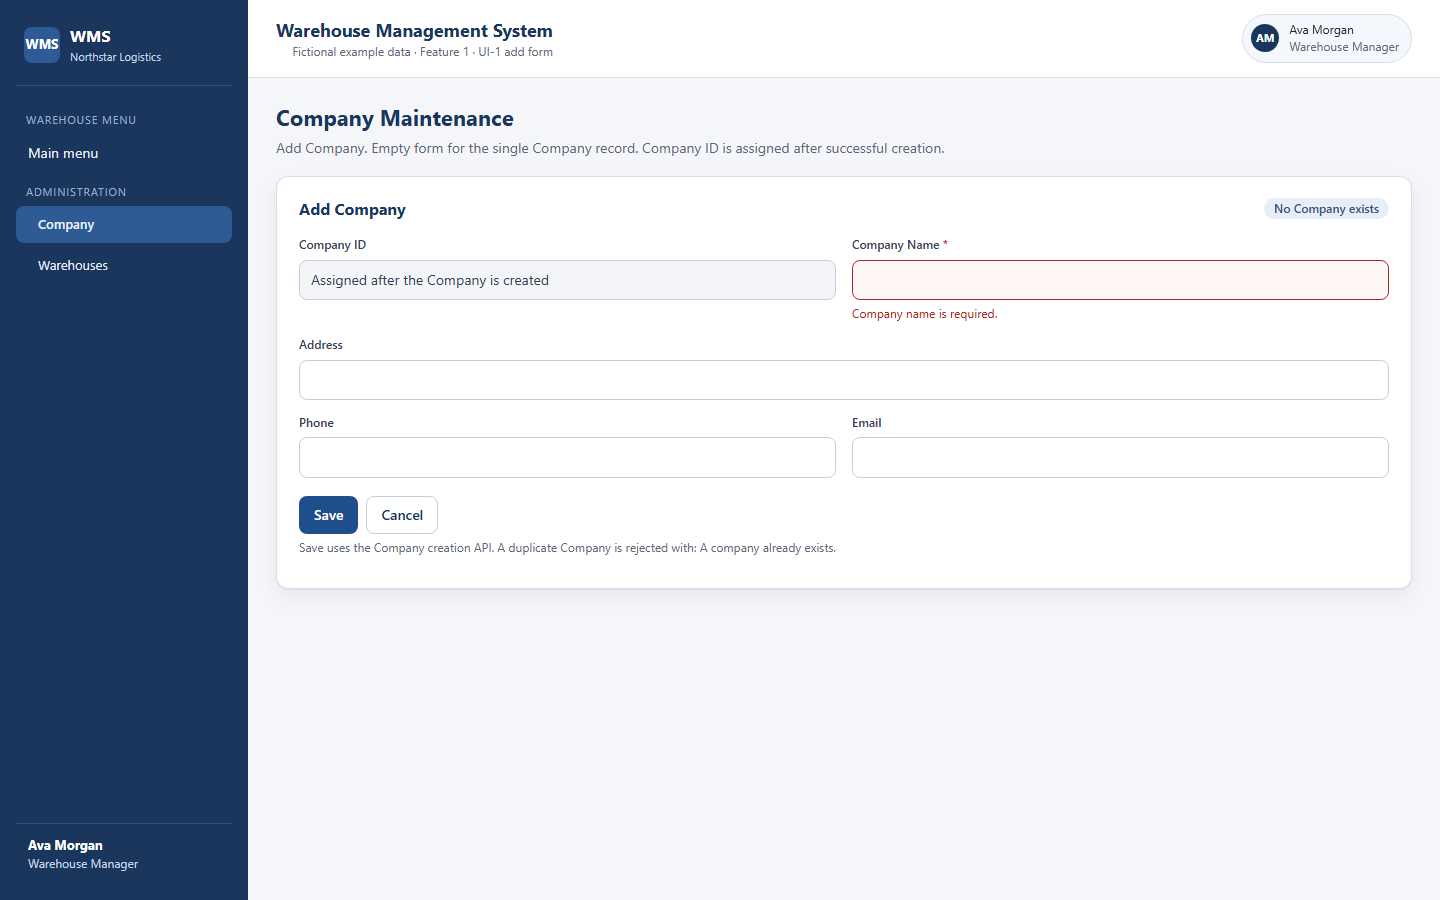 WMS
WMS
Northstar Logistics
WAREHOUSE MENU
Main menu
ADMINISTRATION
Company
Warehouses
Ava Morgan
Warehouse Manager
Warehouse Management System
Fictional example data · Feature 1 · UI-1 add form
AM
Ava Morgan
Warehouse Manager
Company Maintenance
Add Company. Empty form for the single Company record. Company ID is assigned after successful creation.
Add Company
No Company exists
Company ID
Assigned after the Company is created
Company Name *
Company name is required.
Address
Phone
Email
Save
Cancel
Save uses the Company creation API. A duplicate Company is rejected with: A company already exists.